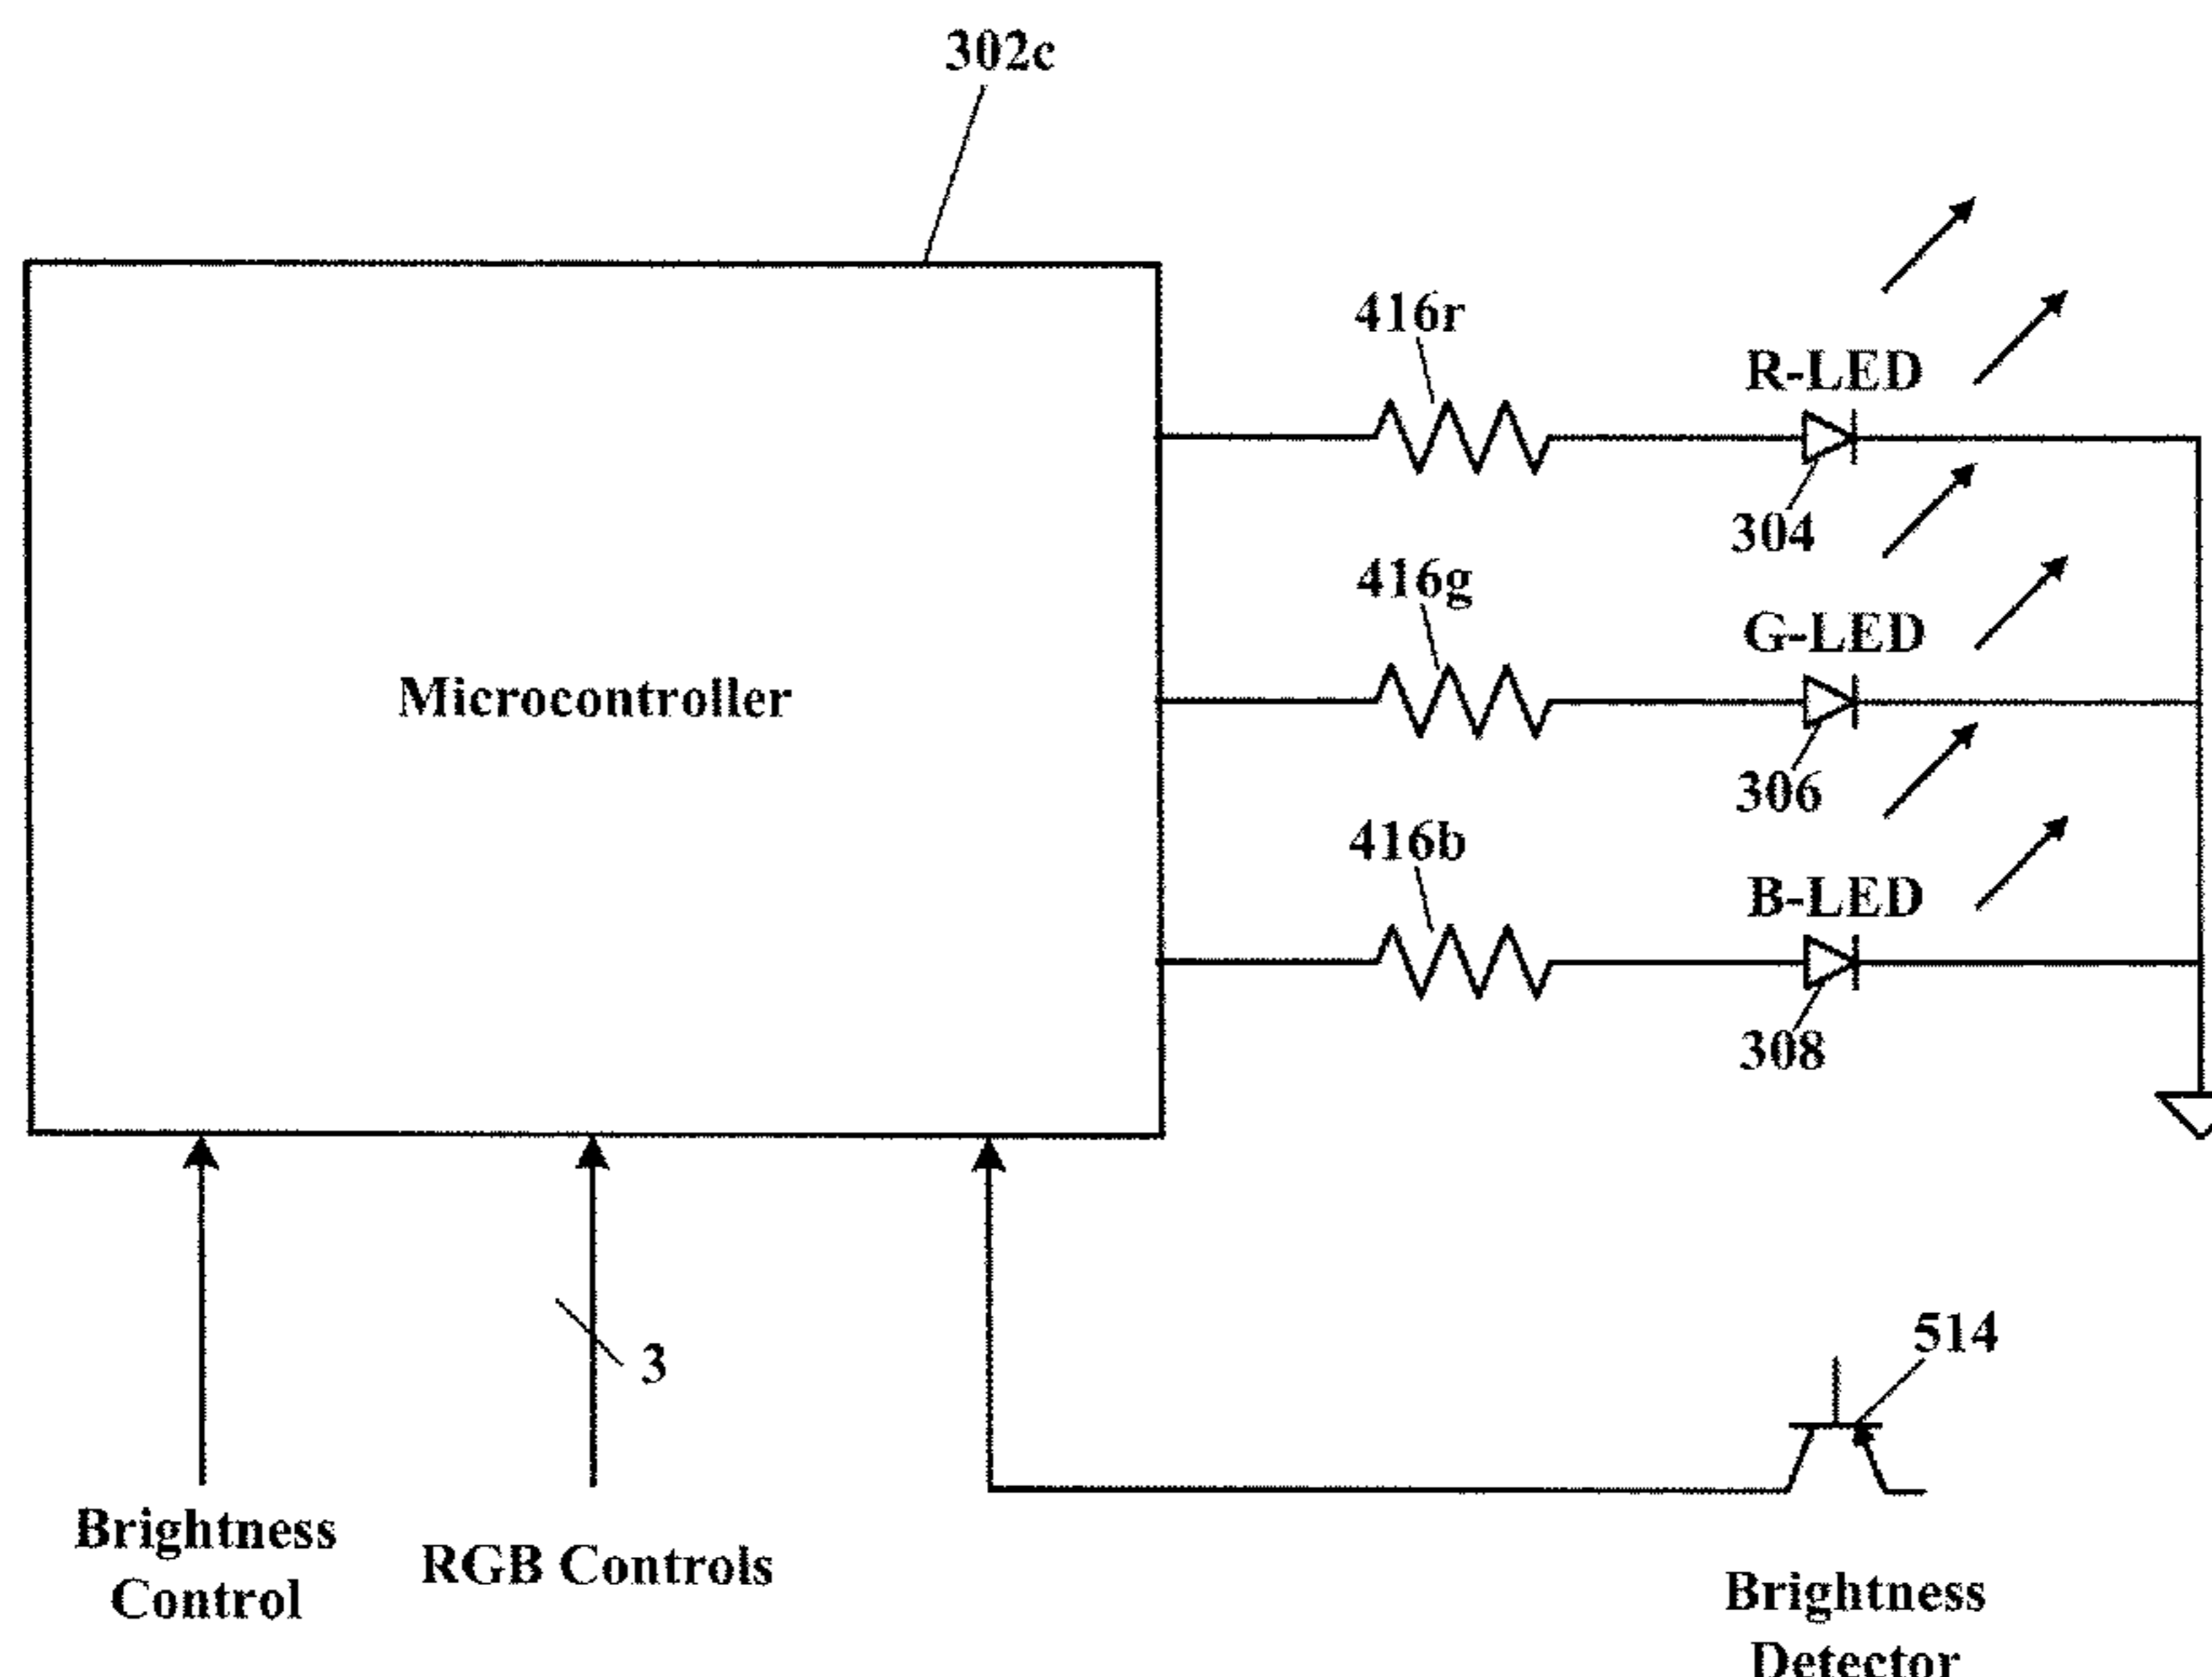 302c
416r
R-LED
304
416g
G-LED
Microcontroller
306
416b
B-LED
308
514
3
Brightness
Control
RGB Controls
Brightness
Detector